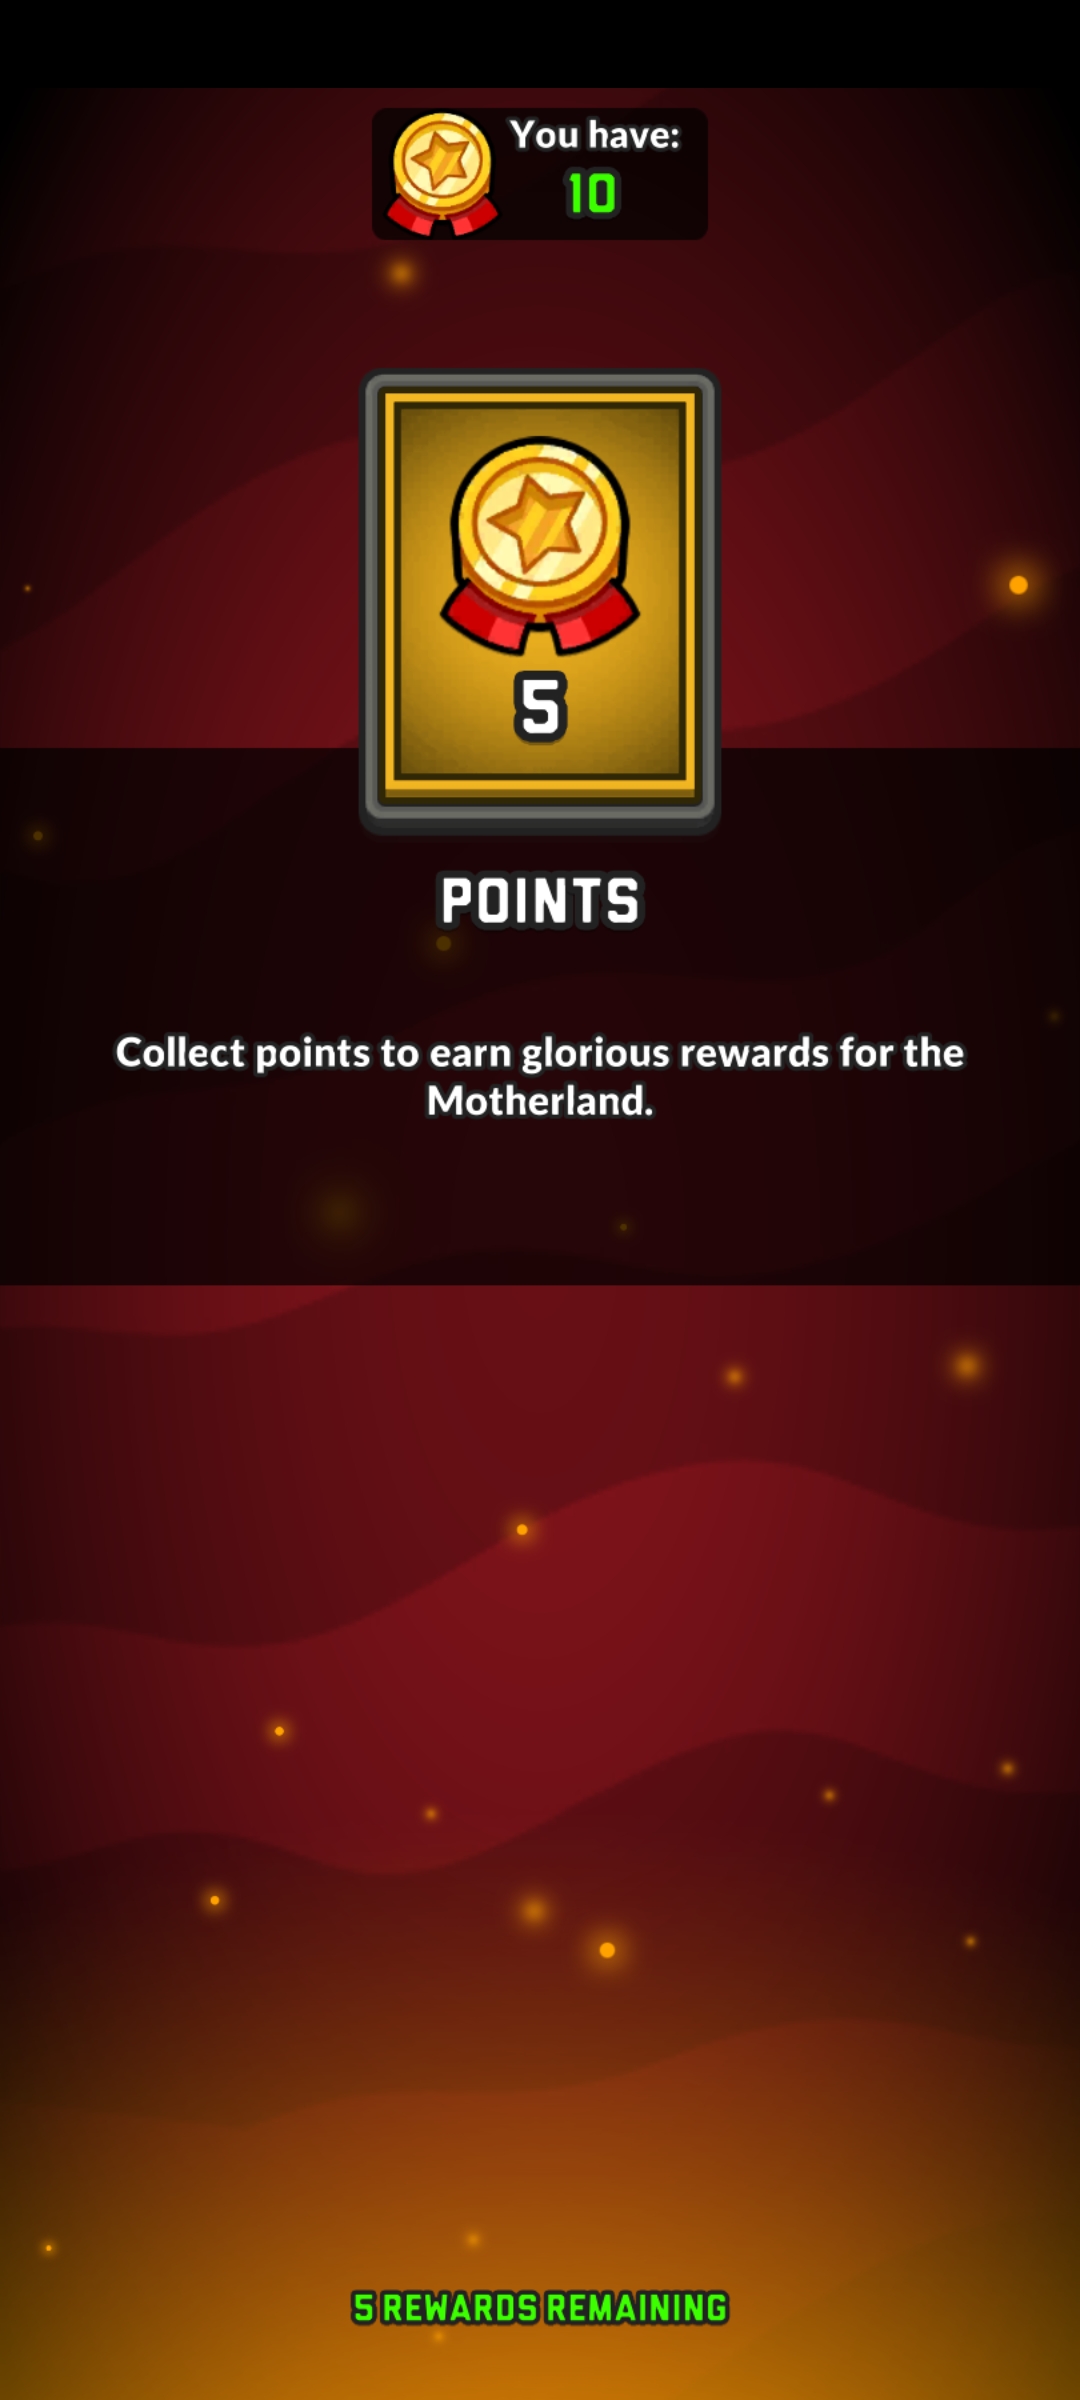 You have:
10
5
POINTS
Collect points to earn glorious rewards for the
Motherland.
5 REWARDS REMAINING